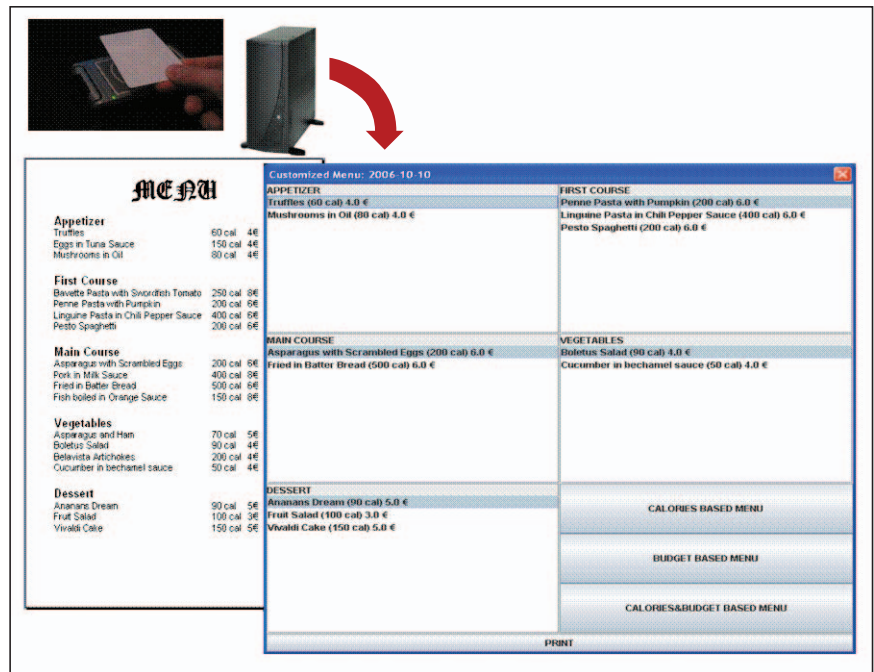 MENU
Appetizer
Truffles 60 cal 4€
Eggs in Tuna Sauce 150 cal 4€
Mushrooms in Oil 80 cal 4€
First Course
Bavette Pasta with Swordfish Tomato 250 cal 8€
Penne Pasta with Pumpkin 200 cal 6€
Linguine Pasta in Chili Pepper Sauce 400 cal 6€
Pesto Spaghetti 200 cal 6€
Main Course
Asparagus with Scrambled Eggs 200 cal 6€
Pork in Milk Sauce 400 cal 8€
Fried in Batter Bread 500 cal 6€
Fish boiled in Orange Sauce 150 cal 8€
Vegetables
Asparagus and Ham 70 cal 5€
Boletus Salad 90 cal 4€
Belavista Artichokes 200 cal 4€
Cucumber in bechamel sauce 50 cal 4€
Dessert
Ananans Dream 90 cal 5€
Fruit Salad 100 cal 3€
Vivaldi Cake 150 cal 5€
Customized Menu: 2006-10-10
APPETIZER
Truffles (60 cal) 4.0 €
Mushrooms in Oil (80 cal) 4.0 €
FIRST COURSE
Penne Pasta with Pumpkin (200 cal) 6.0 €
Linguine Pasta in Chili Pepper Sauce (400 cal) 6.0 €
Pesto Spaghetti (200 cal) 6.0 €
MAIN COURSE
Asparagus with Scrambled Eggs (200 cal) 6.0 €
Fried in Batter Bread (500 cal) 6.0 €
VEGETABLES
Boletus Salad (90 cal) 4.0 €
Cucumber in bechamel sauce (50 cal) 4.0 €
DESSERT
Ananans Dream (90 cal) 5.0 €
Fruit Salad (100 cal) 3.0 €
Vivaldi Cake (150 cal) 5.0 €
CALORIES BASED MENU
BUDGET BASED MENU
CALORIES&BUDGET BASED MENU
PRINT